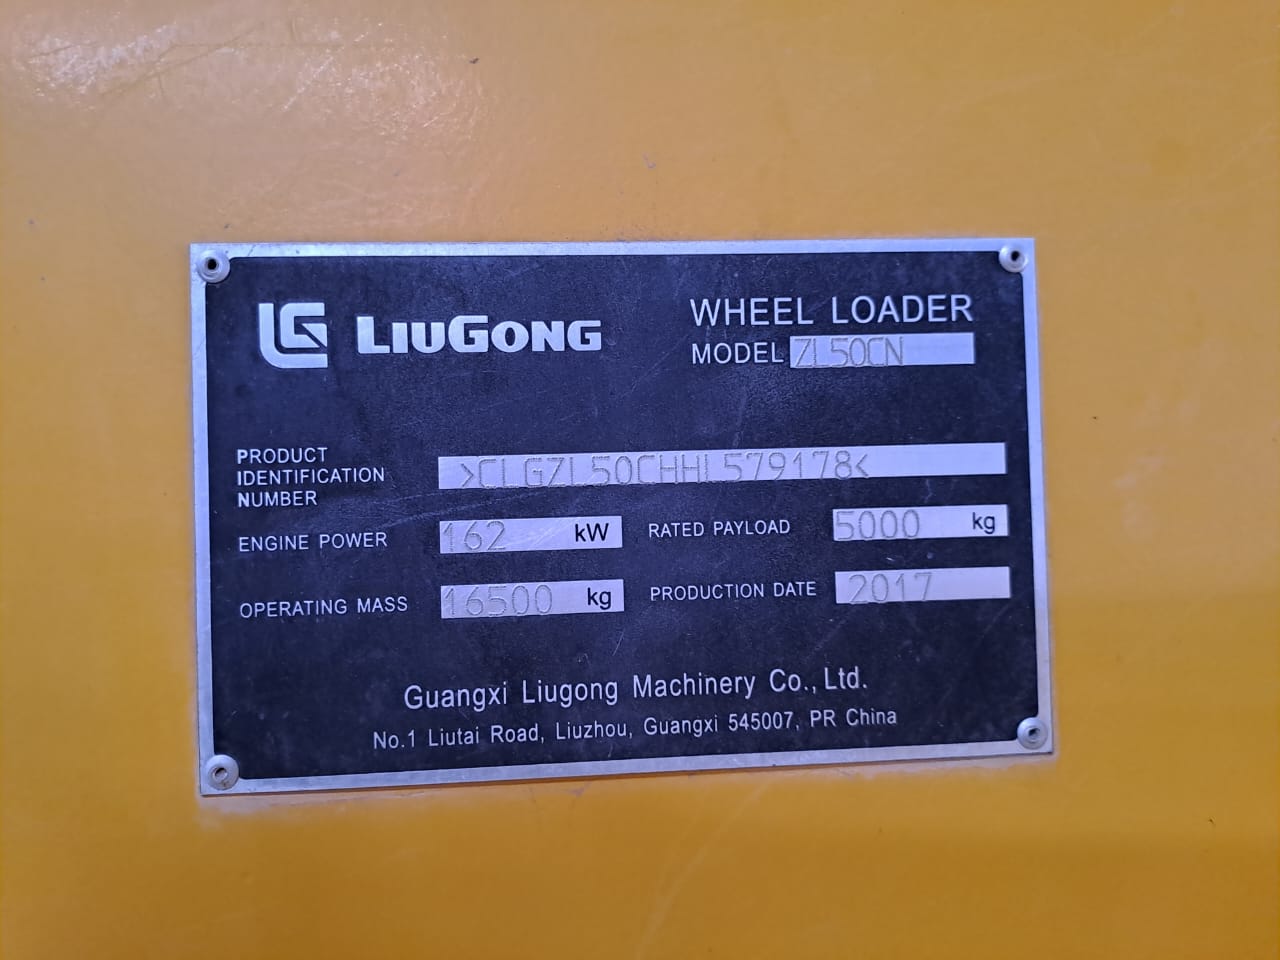 LG LIUGONG
WHEEL LOADER
MODEL ZL50CN
PRODUCT
IDENTIFICATION
NUMBER
>CLGZL50CHHL579178<
ENGINE POWER 162 kW RATED PAYLOAD 5000 kg
OPERATING MASS 16500 kg PRODUCTION DATE 2017
Guangxi Liugong Machinery Co., Ltd.
No.1 Liutai Road, Liuzhou, Guangxi 545007, PR China